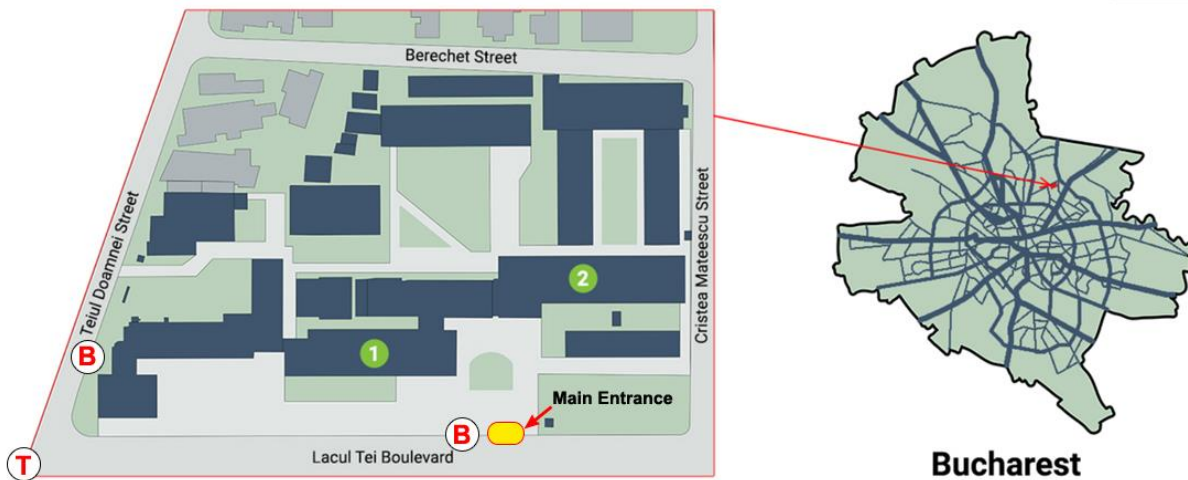 Berechet Street
Teiul Doamnei Street
Cristea Mateescu Street
2
1
B
Main Entrance
B
T
Lacul Tei Boulevard
Bucharest